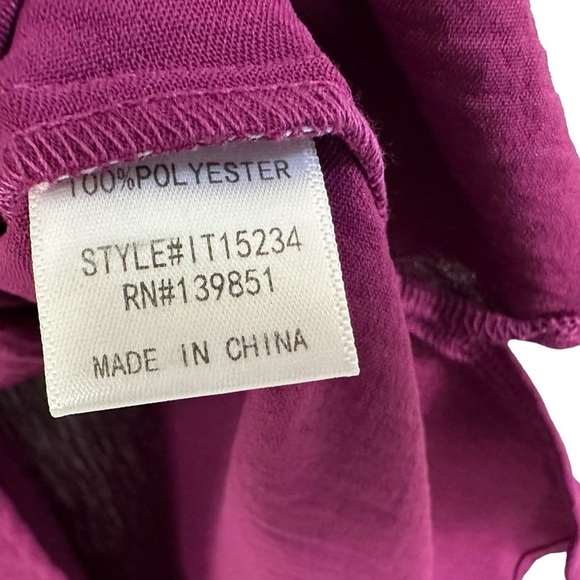 100%POLYESTER
STYLE#IT15234
RN#139851
MADE IN CHINA